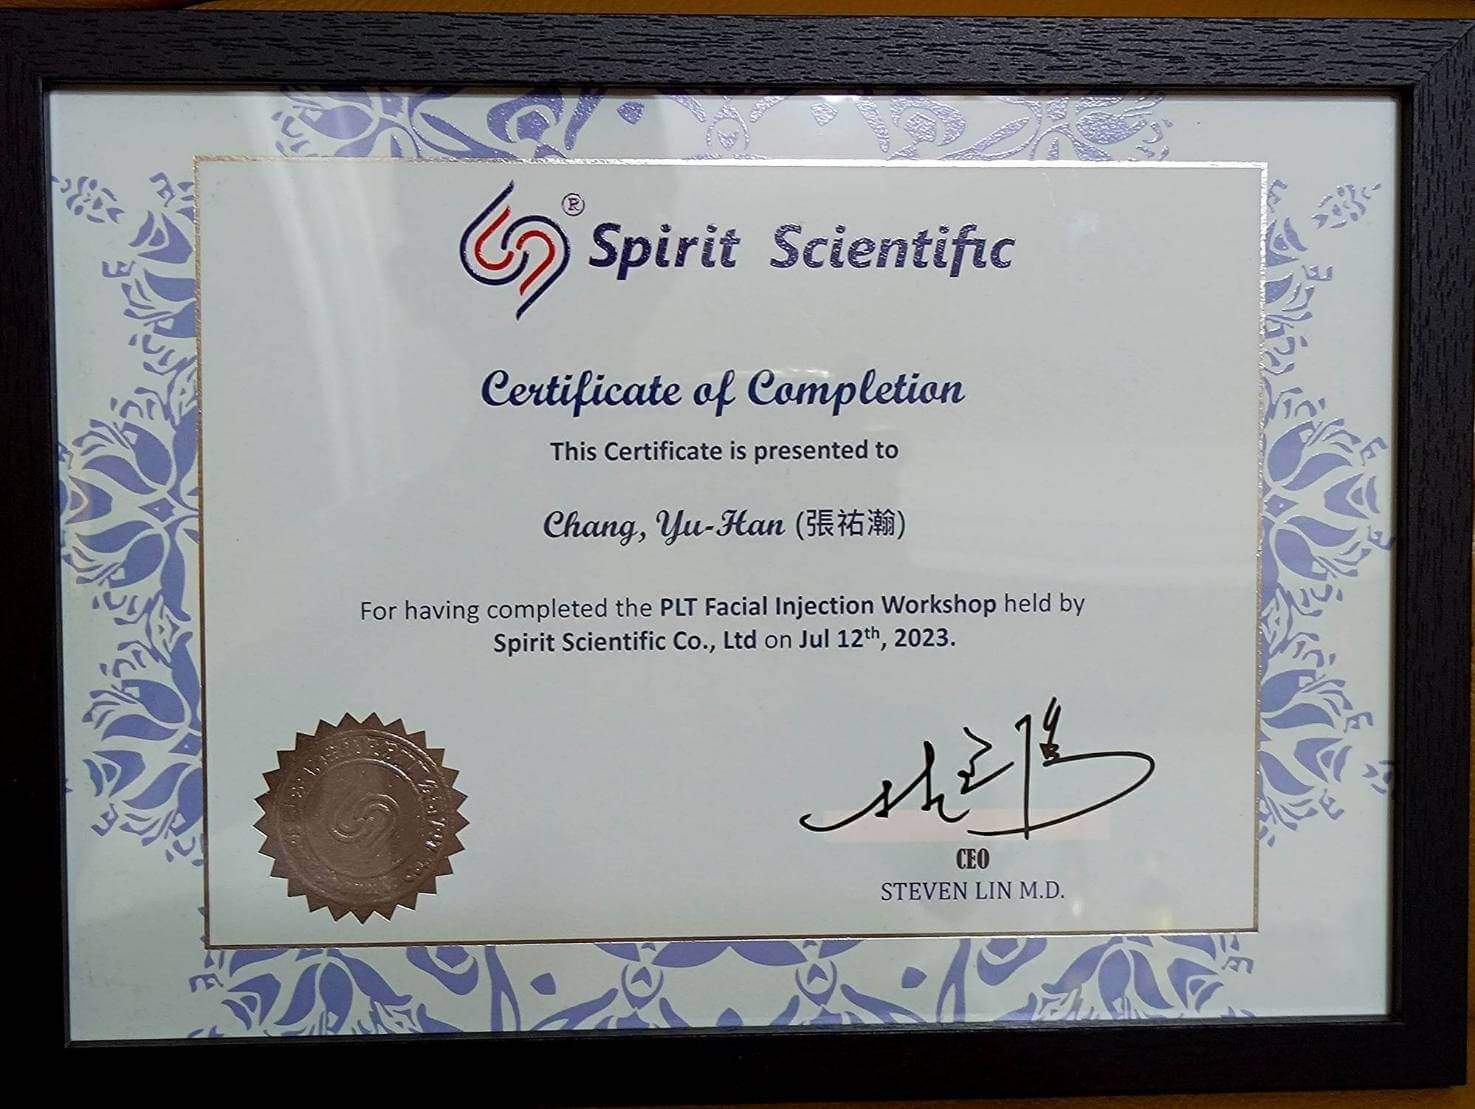 ® Spirit Scientific
Certificate of Completion
This Certificate is presented to
Chang, Yu-Han (張祐瀚)
For having completed the PLT Facial Injection Workshop held by
Spirit Scientific Co., Ltd on Jul 12th, 2023.
CEO
STEVEN LIN M.D.